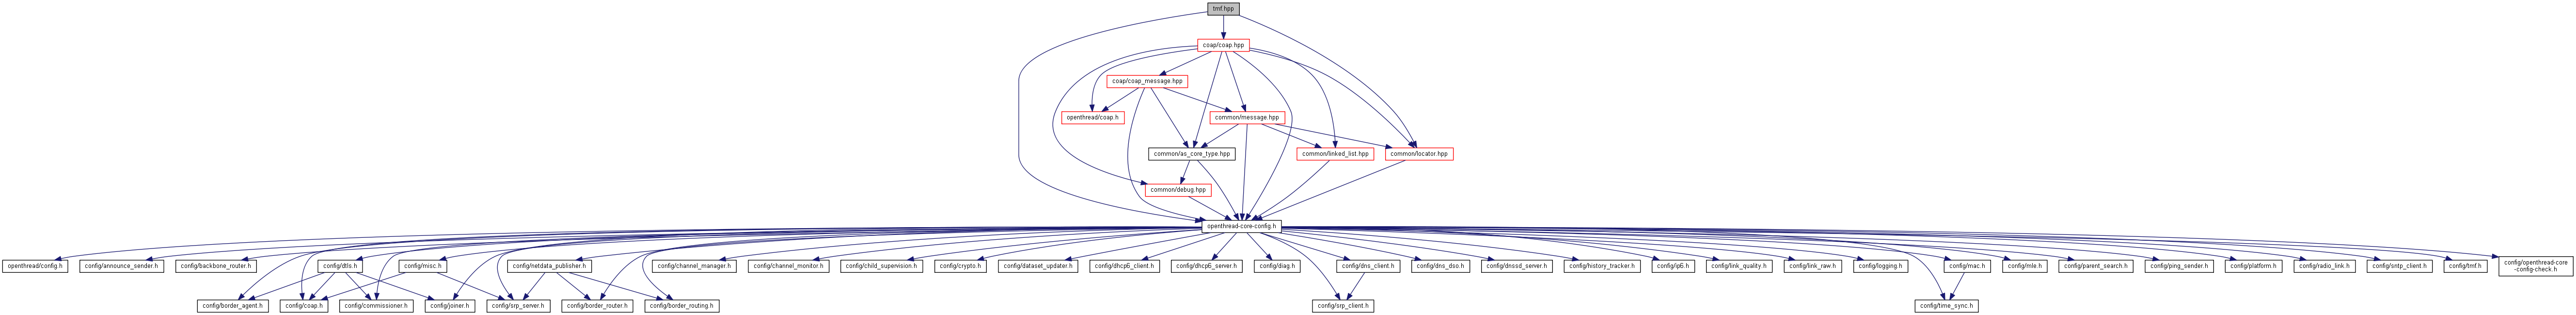 tmf.hpp
coap/coap.hpp
coap/coap_message.hpp
openthread/coap.h
common/message.hpp
common/as_core_type.hpp
common/linked_list.hpp
common/locator.hpp
common/debug.hpp
openthread-core-config.h
openthread/config.h
config/announce_sender.h
config/backbone_router.h
config/dtls.h
config/misc.h
config/netdata_publisher.h
config/channel_manager.h
config/channel_monitor.h
config/child_supervision.h
config/crypto.h
config/dataset_updater.h
config/dhcp6_client.h
config/dhcp6_server.h
config/diag.h
config/dns_client.h
config/dns_dso.h
config/dnssd_server.h
config/history_tracker.h
config/ip6.h
config/link_quality.h
config/link_raw.h
config/logging.h
config/mac.h
config/mle.h
config/parent_search.h
config/ping_sender.h
config/platform.h
config/radio_link.h
config/sntp_client.h
config/tmf.h
config/openthread-core
-config-check.h
config/border_agent.h
config/coap.h
config/commissioner.h
config/joiner.h
config/srp_server.h
config/border_router.h
config/border_routing.h
config/srp_client.h
config/time_sync.h